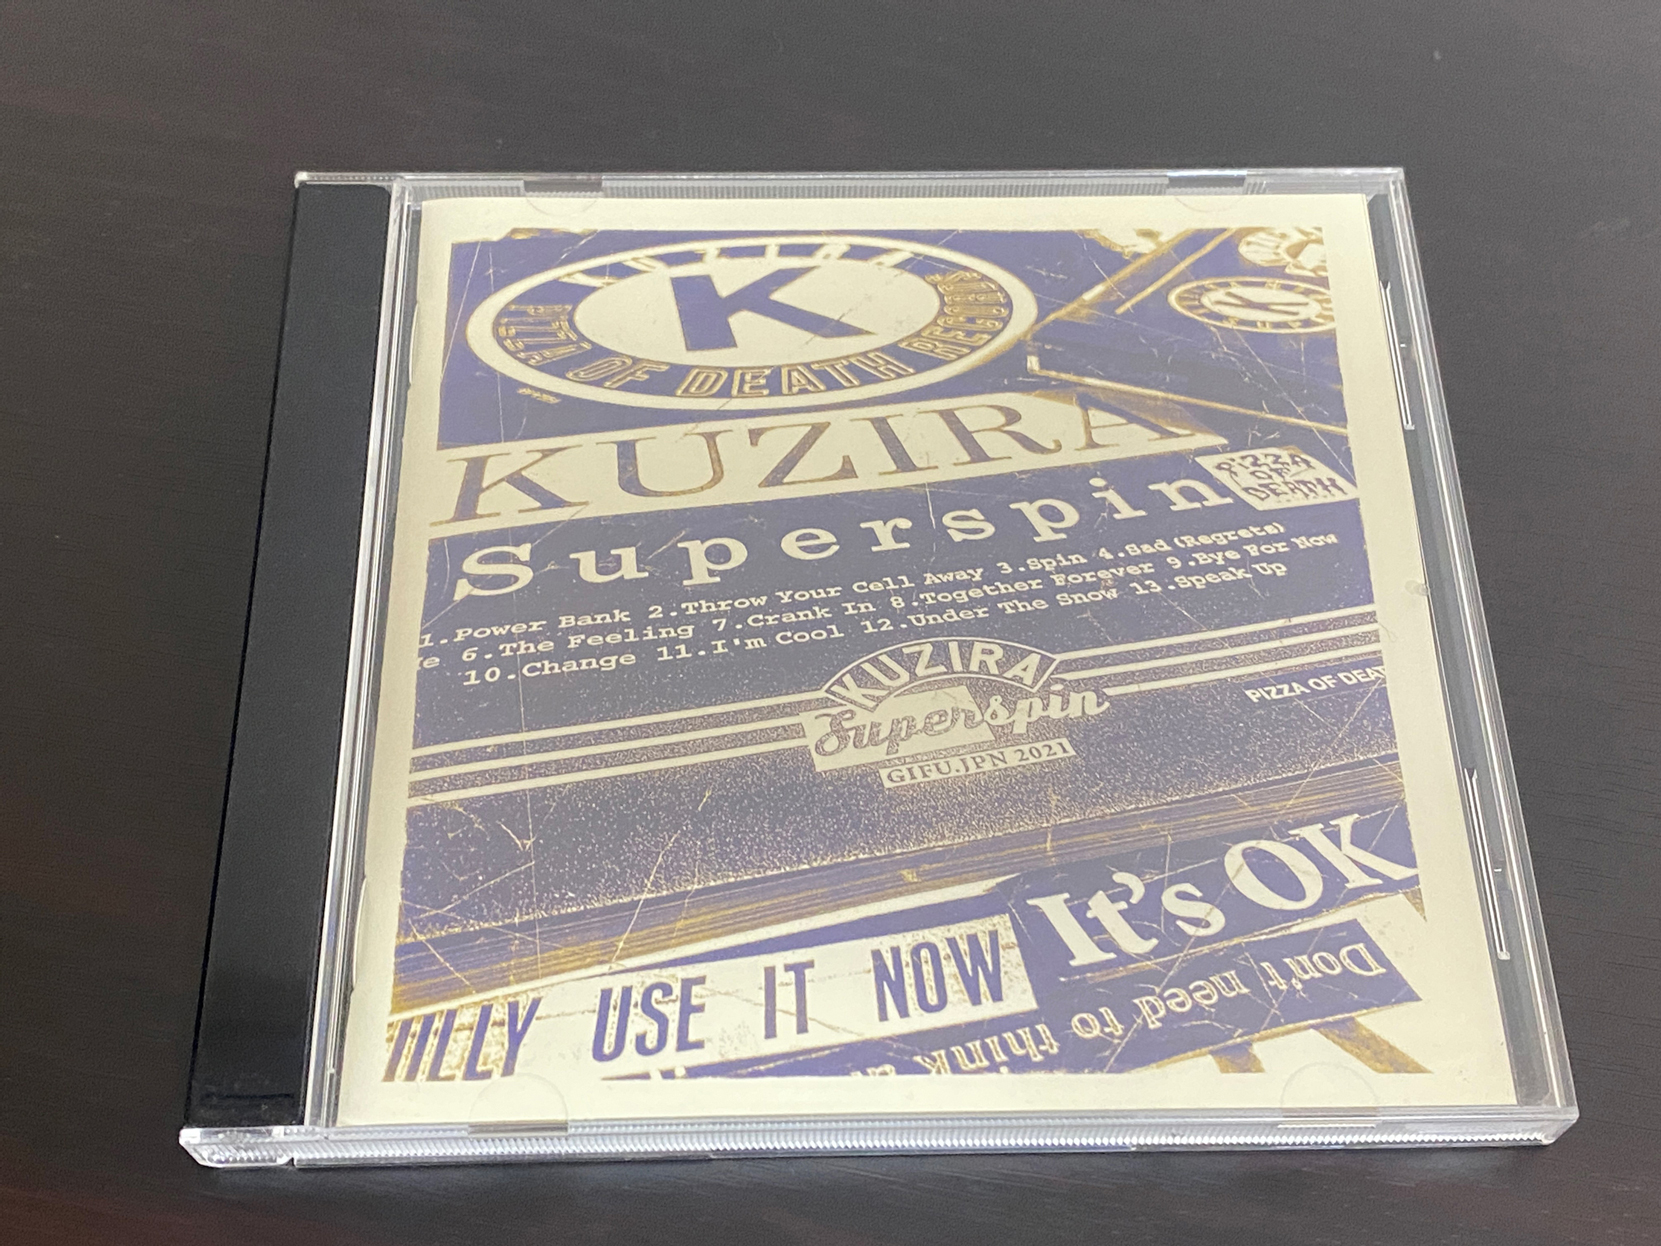 KUZIRA
K
PIZZA OF DEATH RECORDS
K
KUZIRA
PIZZA
OF
DEATH
Superspin
1.Power Bank 2.Throw Your Cell Away 3.Spin 4.Sad(Regrets)
6.The Feeling 7.Crank In 8.Together Forever 9.Bye For Now
10.Change 11.I'm Cool 12.Under The Snow 13.Speak Up
KUZIRA
Superspin
GIFU.JPN 2021
PIZZA OF DEA
It's OK
USE IT NOW
Don't need to think